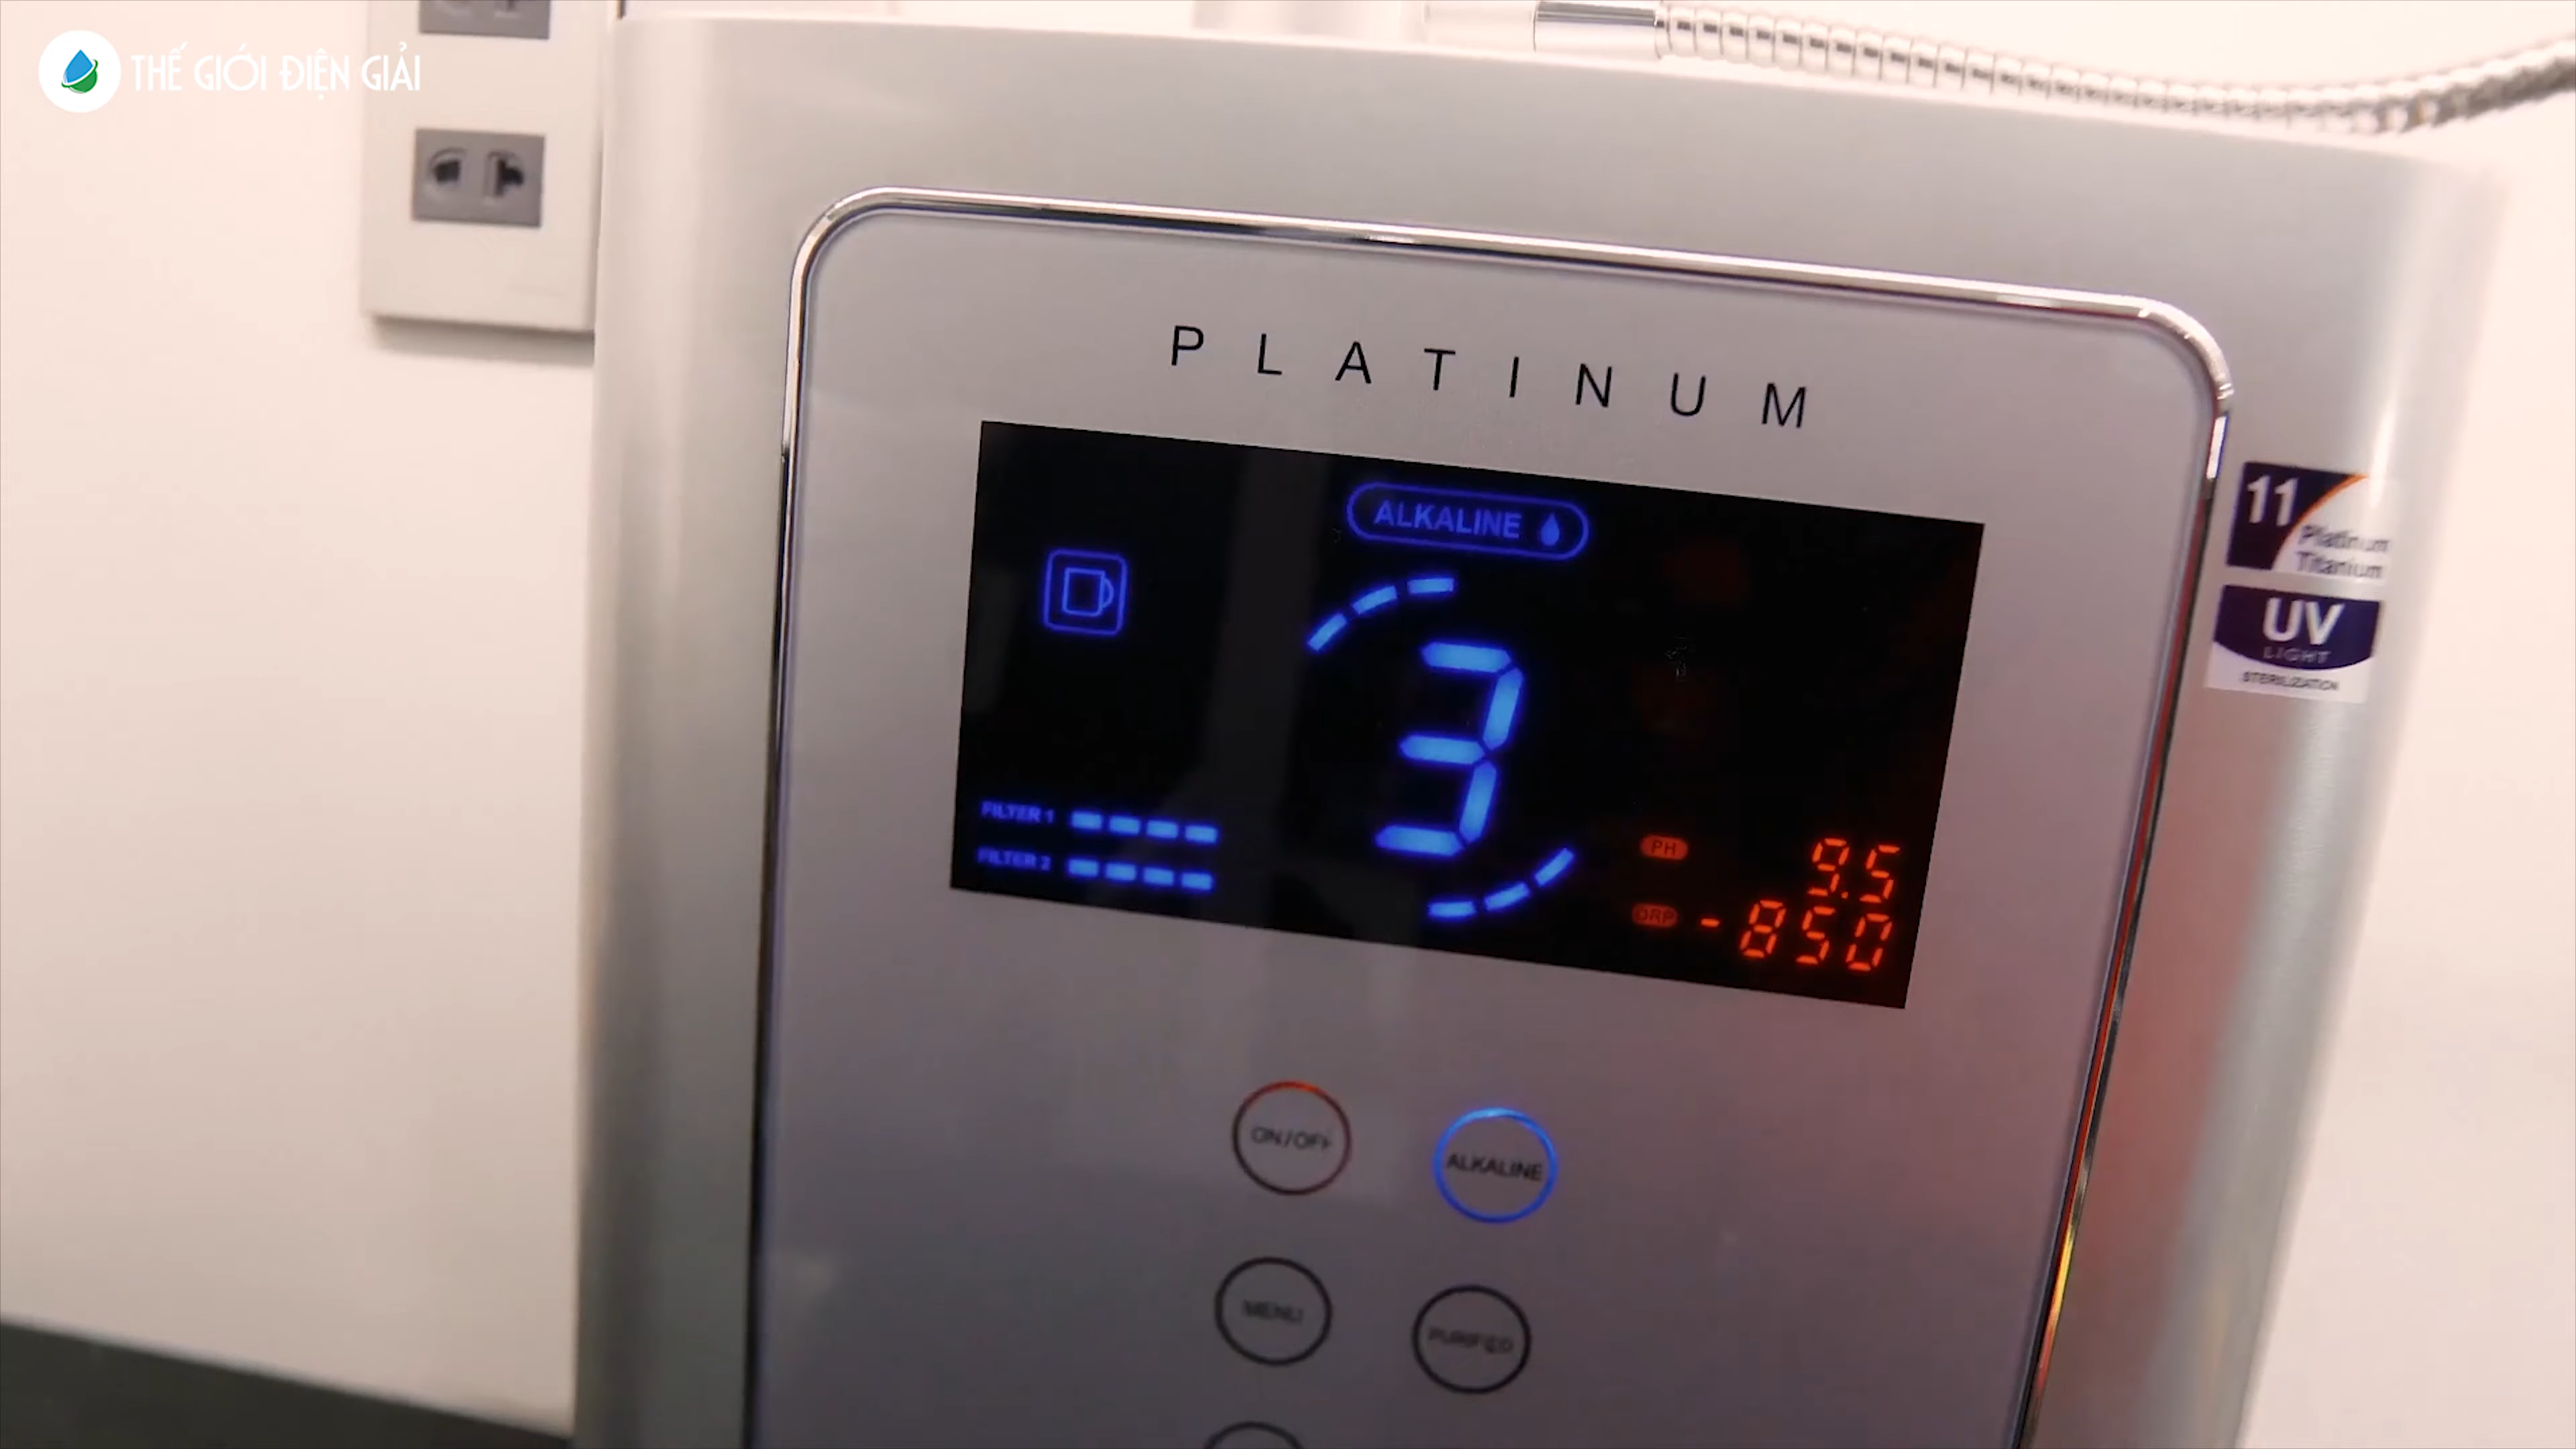 THẾ GIỚI ĐIỆN GIẢI
PLATINUM
ALKALINE
3
FILTER 1
FILTER 2
PH 9.5
ORP -850
11
Platinum
Titanium
UV
LIGHT
STERILIZATION
ON/OFF
ALKALINE
MENU
PURIFIED